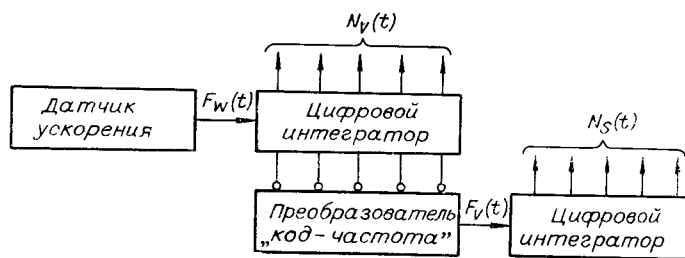 N_V(t)
Датчик
ускорения
F_W(t)
Цифровой
интегратор
N_S(t)
Преобразователь
„код-частота”
F_V(t)
Цифровой
интегратор